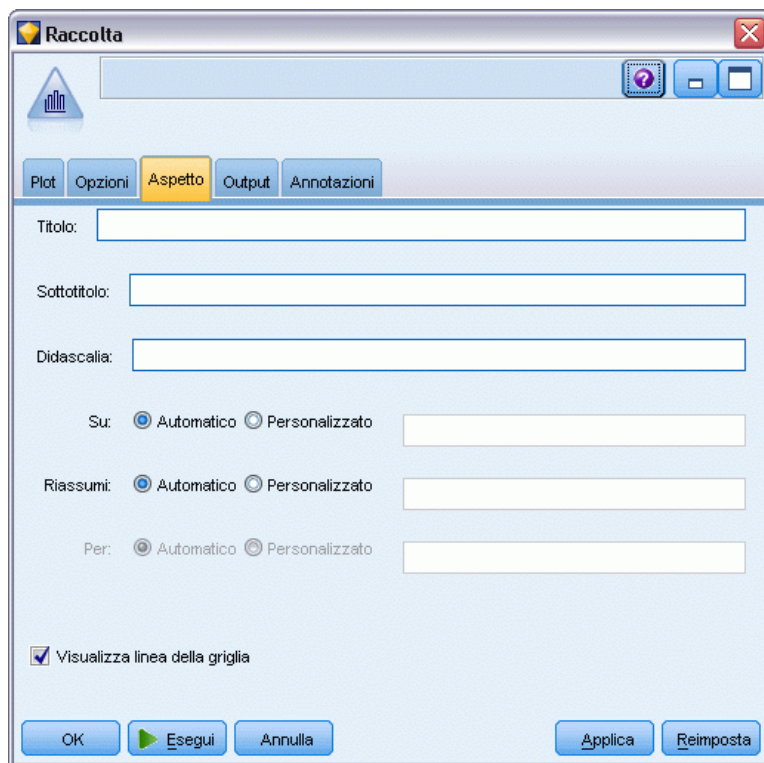 Raccolta
Plot Opzioni Aspetto Output Annotazioni
Titolo:
Sottotitolo:
Didascalia:
Su: Automatico Personalizzato
Riassumi: Automatico Personalizzato
Per: Automatico Personalizzato
Visualizza linea della griglia
OK Esegui Annulla Applica Reimposta